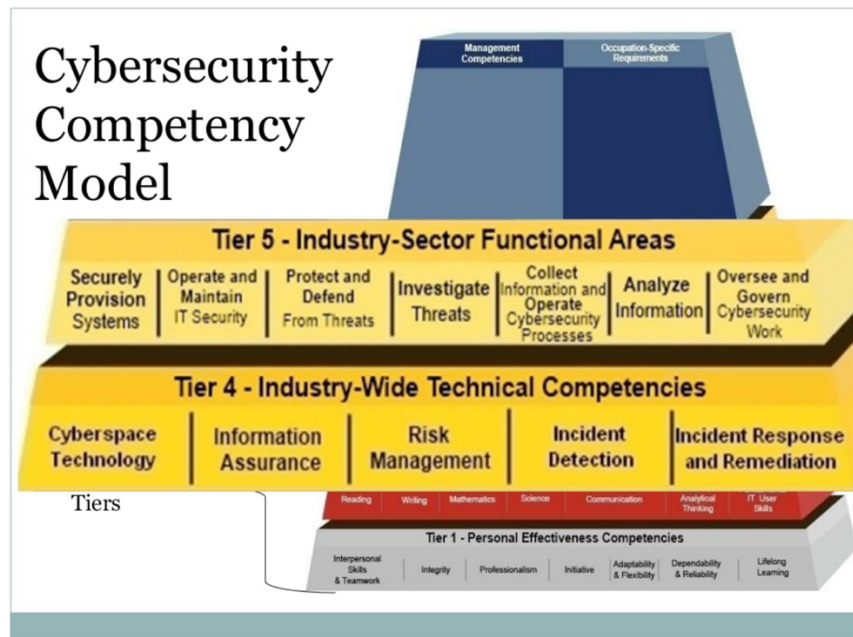 Cybersecurity
Competency
Model
Management
Competencies
Occupation-Specific
Requirements
Tier 5 - Industry-Sector Functional Areas
Securely
Provision
Systems
Operate and
Maintain
IT Security
Protect and
Defend
From Threats
Investigate
Threats
Collect
Information and
Operate
Cybersecurity
Processes
Analyze
Information
Oversee and
Govern
Cybersecurity
Work
Tier 4 - Industry-Wide Technical Competencies
Cyberspace
Technology
Information
Assurance
Risk
Management
Incident
Detection
Incident Response
and Remediation
Tiers
Reading
Writing
Mathematics
Science
Communication
Analytical
Thinking
IT User
Skills
Tier 1 - Personal Effectiveness Competencies
Interpersonal
Skills
& Teamwork
Integrity
Professionalism
Initiative
Adaptability
& Flexibility
Dependability
& Reliability
Lifelong
Learning